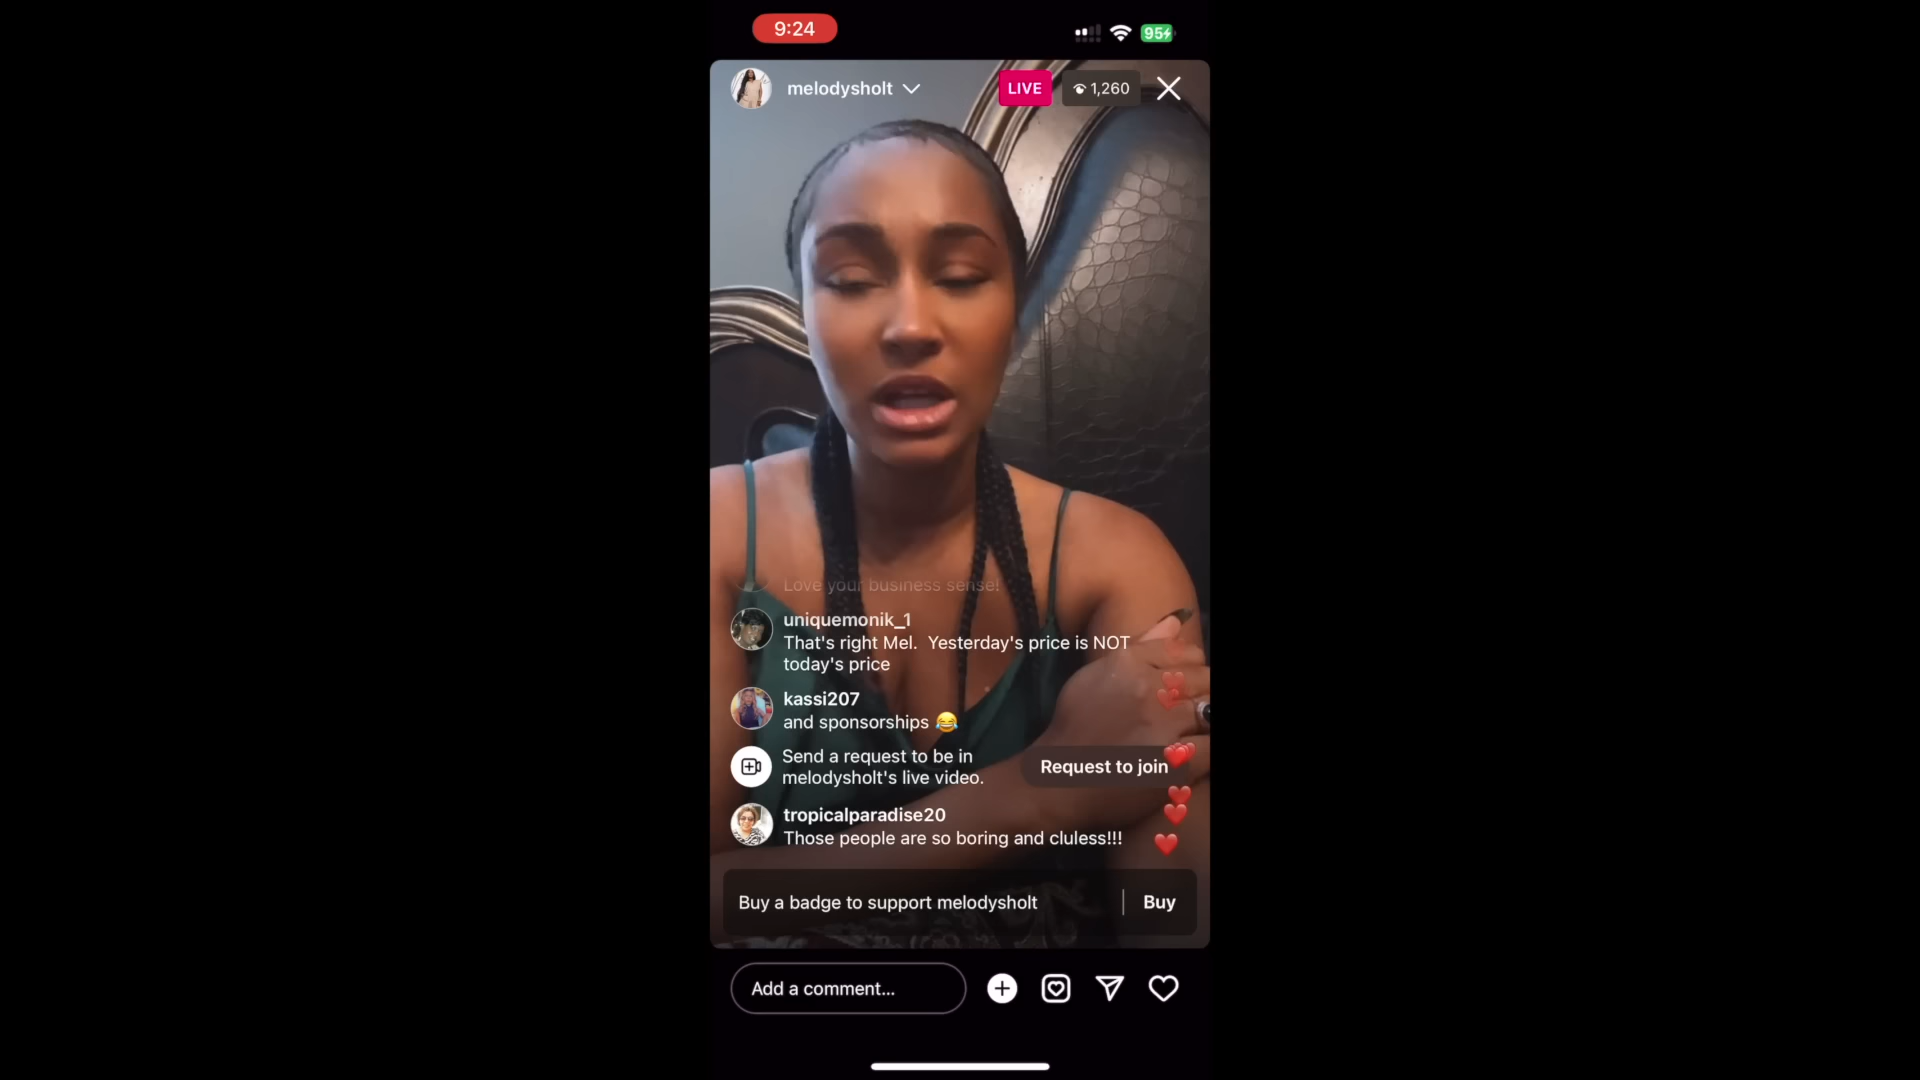 9:24
95
melodysholt
LIVE
1,260
Love your business sense!
uniquemonik_1
That's right Mel. Yesterday's price is NOT
today's price
kassi207
and sponsorships 😂
Send a request to be in
melodysholt's live video.
Request to join
tropicalparadise20
Those people are so boring and cluless!!!
Buy a badge to support melodysholt
Buy
Add a comment...